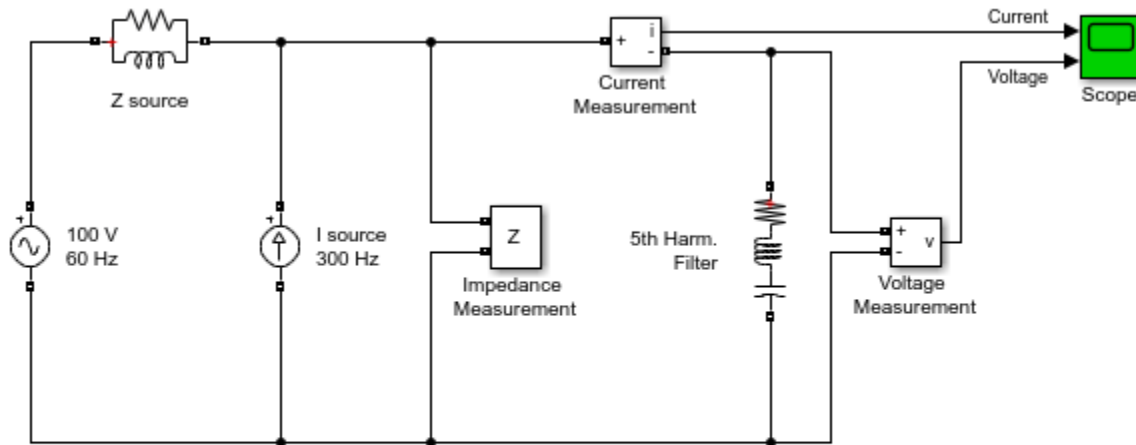 Current
i
+
-
Current
Measurement
Voltage
Scope
Z source
+
100 V
60 Hz
+
I source
300 Hz
Z
Impedance
Measurement
5th Harm.
Filter
+
-
v
Voltage
Measurement